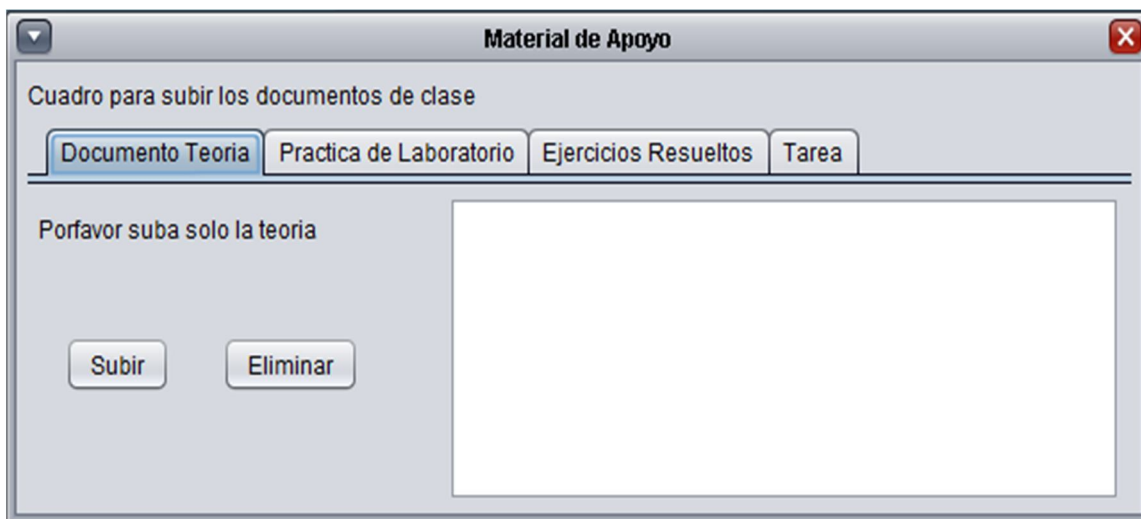 Material de Apoyo
Cuadro para subir los documentos de clase
Documento Teoria Practica de Laboratorio Ejercicios Resueltos Tarea
Porfavor suba solo la teoria
Subir Eliminar